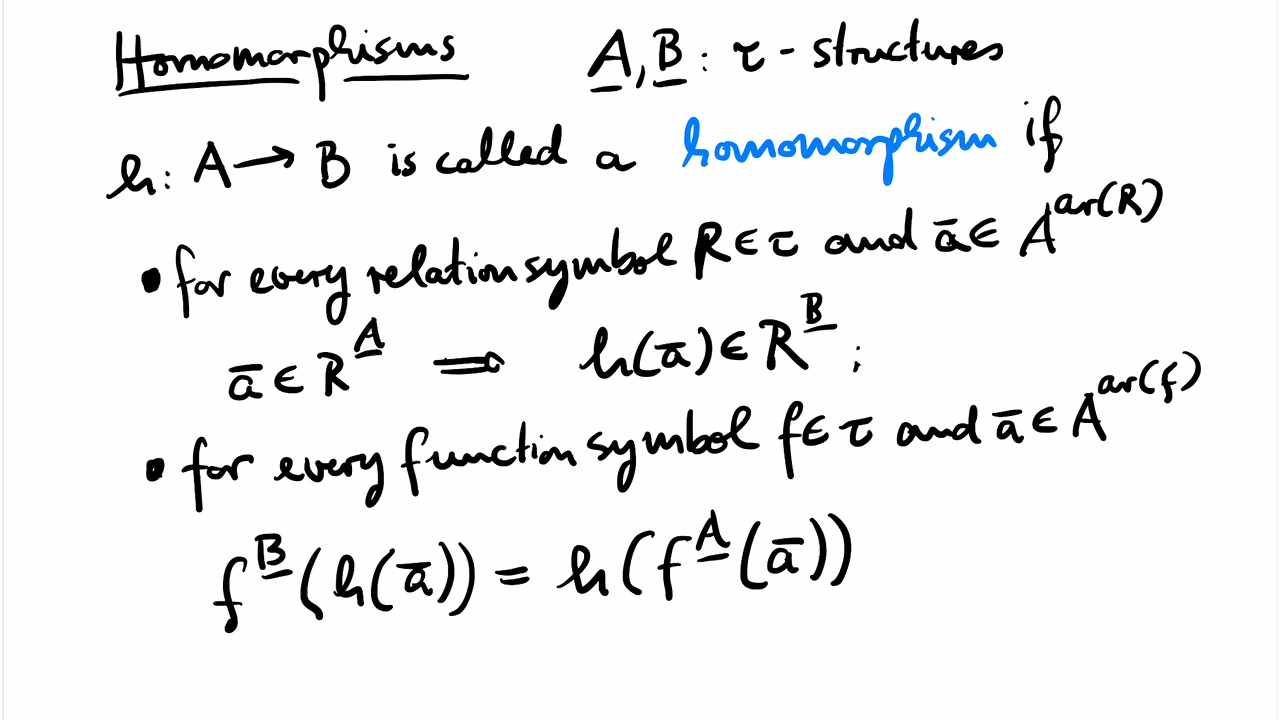 Homomorphisms A̲, B̲ : τ - structures
h: A → B is called a homomorphism if
• for every relation symbol R ∈ τ and ā ∈ A^ar(R)
ā ∈ R^A̲ ⟹ h(ā) ∈ R^B̲ ;
• for every function symbol f ∈ τ and ā ∈ A^ar(f)
f^B̲(h(ā)) = h(f^A̲(ā))